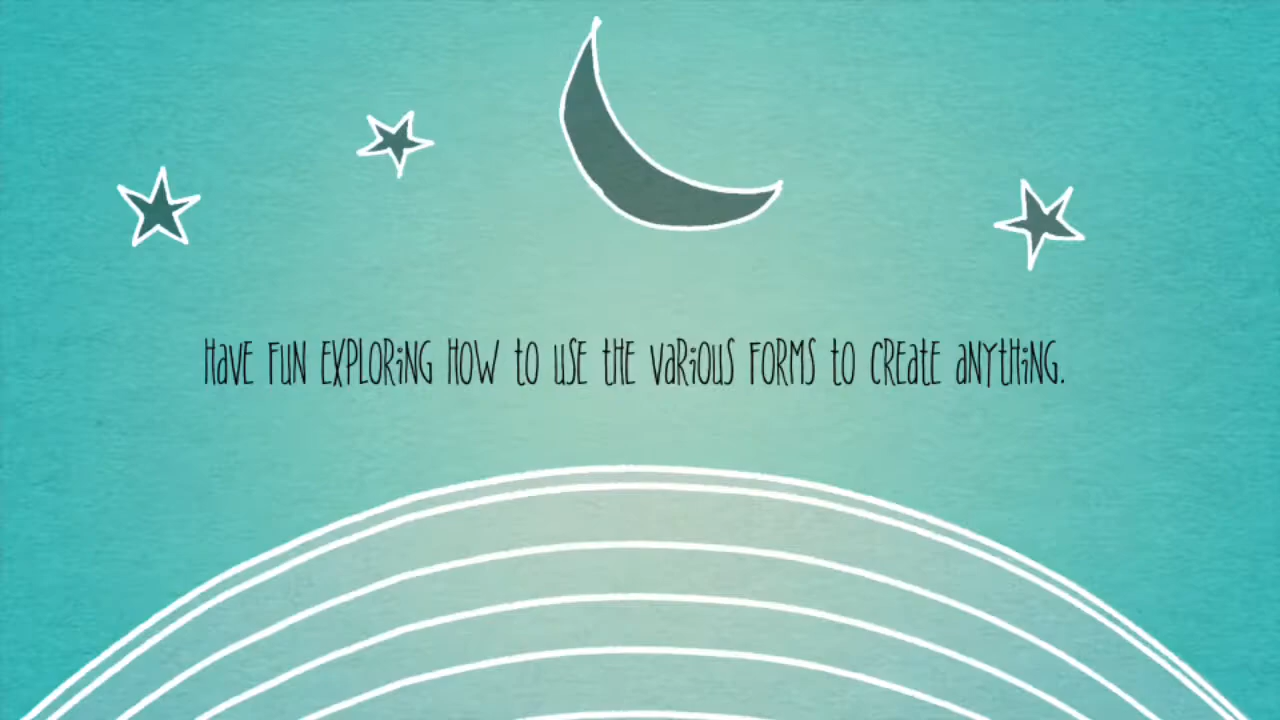 Have fun exploring how to use the various forms to create anything.